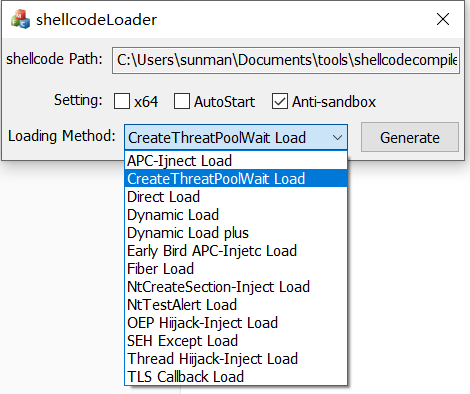 shellcodeLoader
shellcode Path: C:\Users\sunman\Documents\tools\shellcodecompile
Setting: x64 AutoStart Anti-sandbox
Loading Method: CreateThreatPoolWait Load Generate
APC-Ijnect Load
CreateThreatPoolWait Load
Direct Load
Dynamic Load
Dynamic Load plus
Early Bird APC-Injetc Load
Fiber Load
NtCreateSection-Inject Load
NtTestAlert Load
OEP Hiijack-Inject Load
SEH Except Load
Thread Hijack-Inject Load
TLS Callback Load